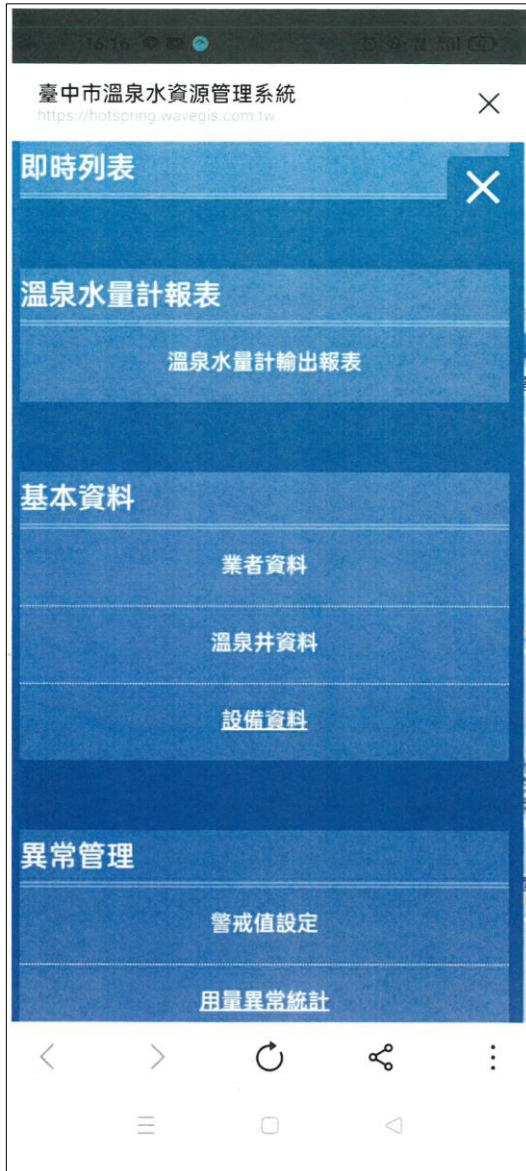 16:16
臺中市溫泉水資源管理系統
https://hotspring.wavegis.com.tw
即時列表
溫泉水量計報表
溫泉水量計輸出報表
基本資料
業者資料
溫泉井資料
設備資料
異常管理
警戒值設定
用量異常統計